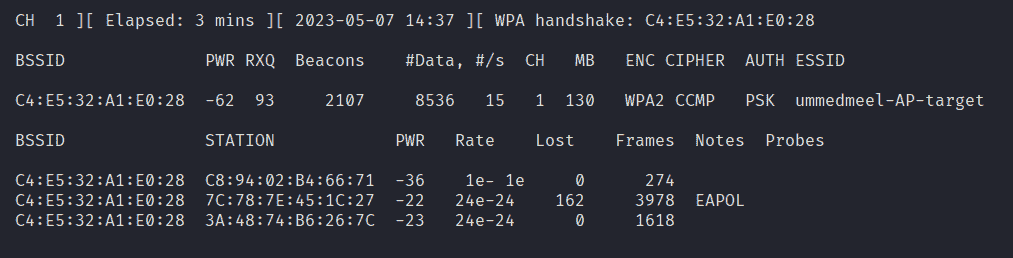 CH  1 ][ Elapsed: 3 mins ][ 2023-05-07 14:37 ][ WPA handshake: C4:E5:32:A1:E0:28
BSSID              PWR RXQ  Beacons    #Data, #/s  CH   MB   ENC CIPHER  AUTH ESSID
C4:E5:32:A1:E0:28  -62  93     2107     8536   15   1  130   WPA2 CCMP   PSK  ummedmeel-AP-target
BSSID              STATION            PWR   Rate    Lost    Frames  Notes  Probes
C4:E5:32:A1:E0:28  C8:94:02:B4:66:71  -36    1e- 1e     0      274
C4:E5:32:A1:E0:28  7C:78:7E:45:1C:27  -22   24e-24    162     3978  EAPOL
C4:E5:32:A1:E0:28  3A:48:74:B6:26:7C  -23   24e-24      0     1618